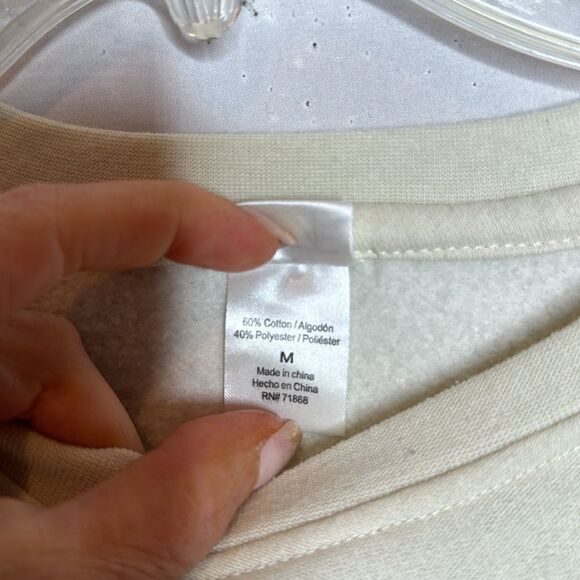 60% Cotton / Algodón
40% Polyester / Poliéster
M
Made in china
Hecho en China
RN# 71868